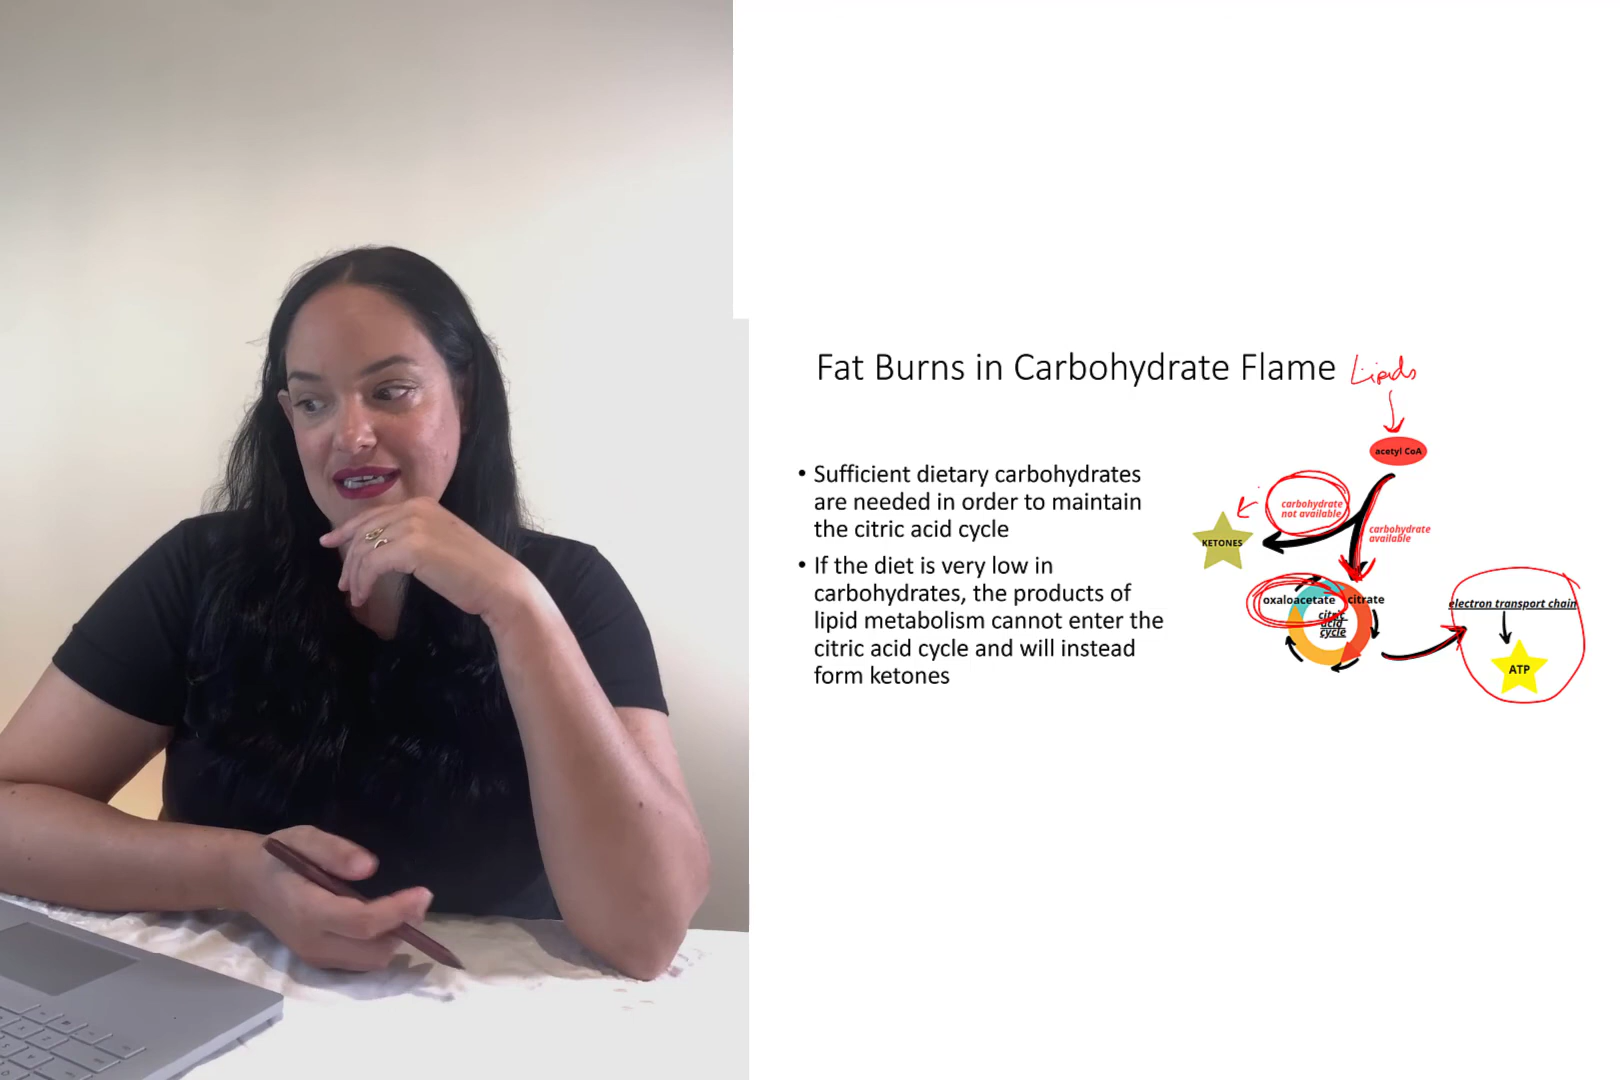 Fat Burns in Carbohydrate Flame
Lipids
acetyl CoA
• Sufficient dietary carbohydrates
are needed in order to maintain
the citric acid cycle
• If the diet is very low in
carbohydrates, the products of
lipid metabolism cannot enter the
citric acid cycle and will instead
form ketones
carbohydrate
not available
carbohydrate
available
KETONES
oxaloacetate
citrate
citric
acid
cycle
electron transport chain
ATP